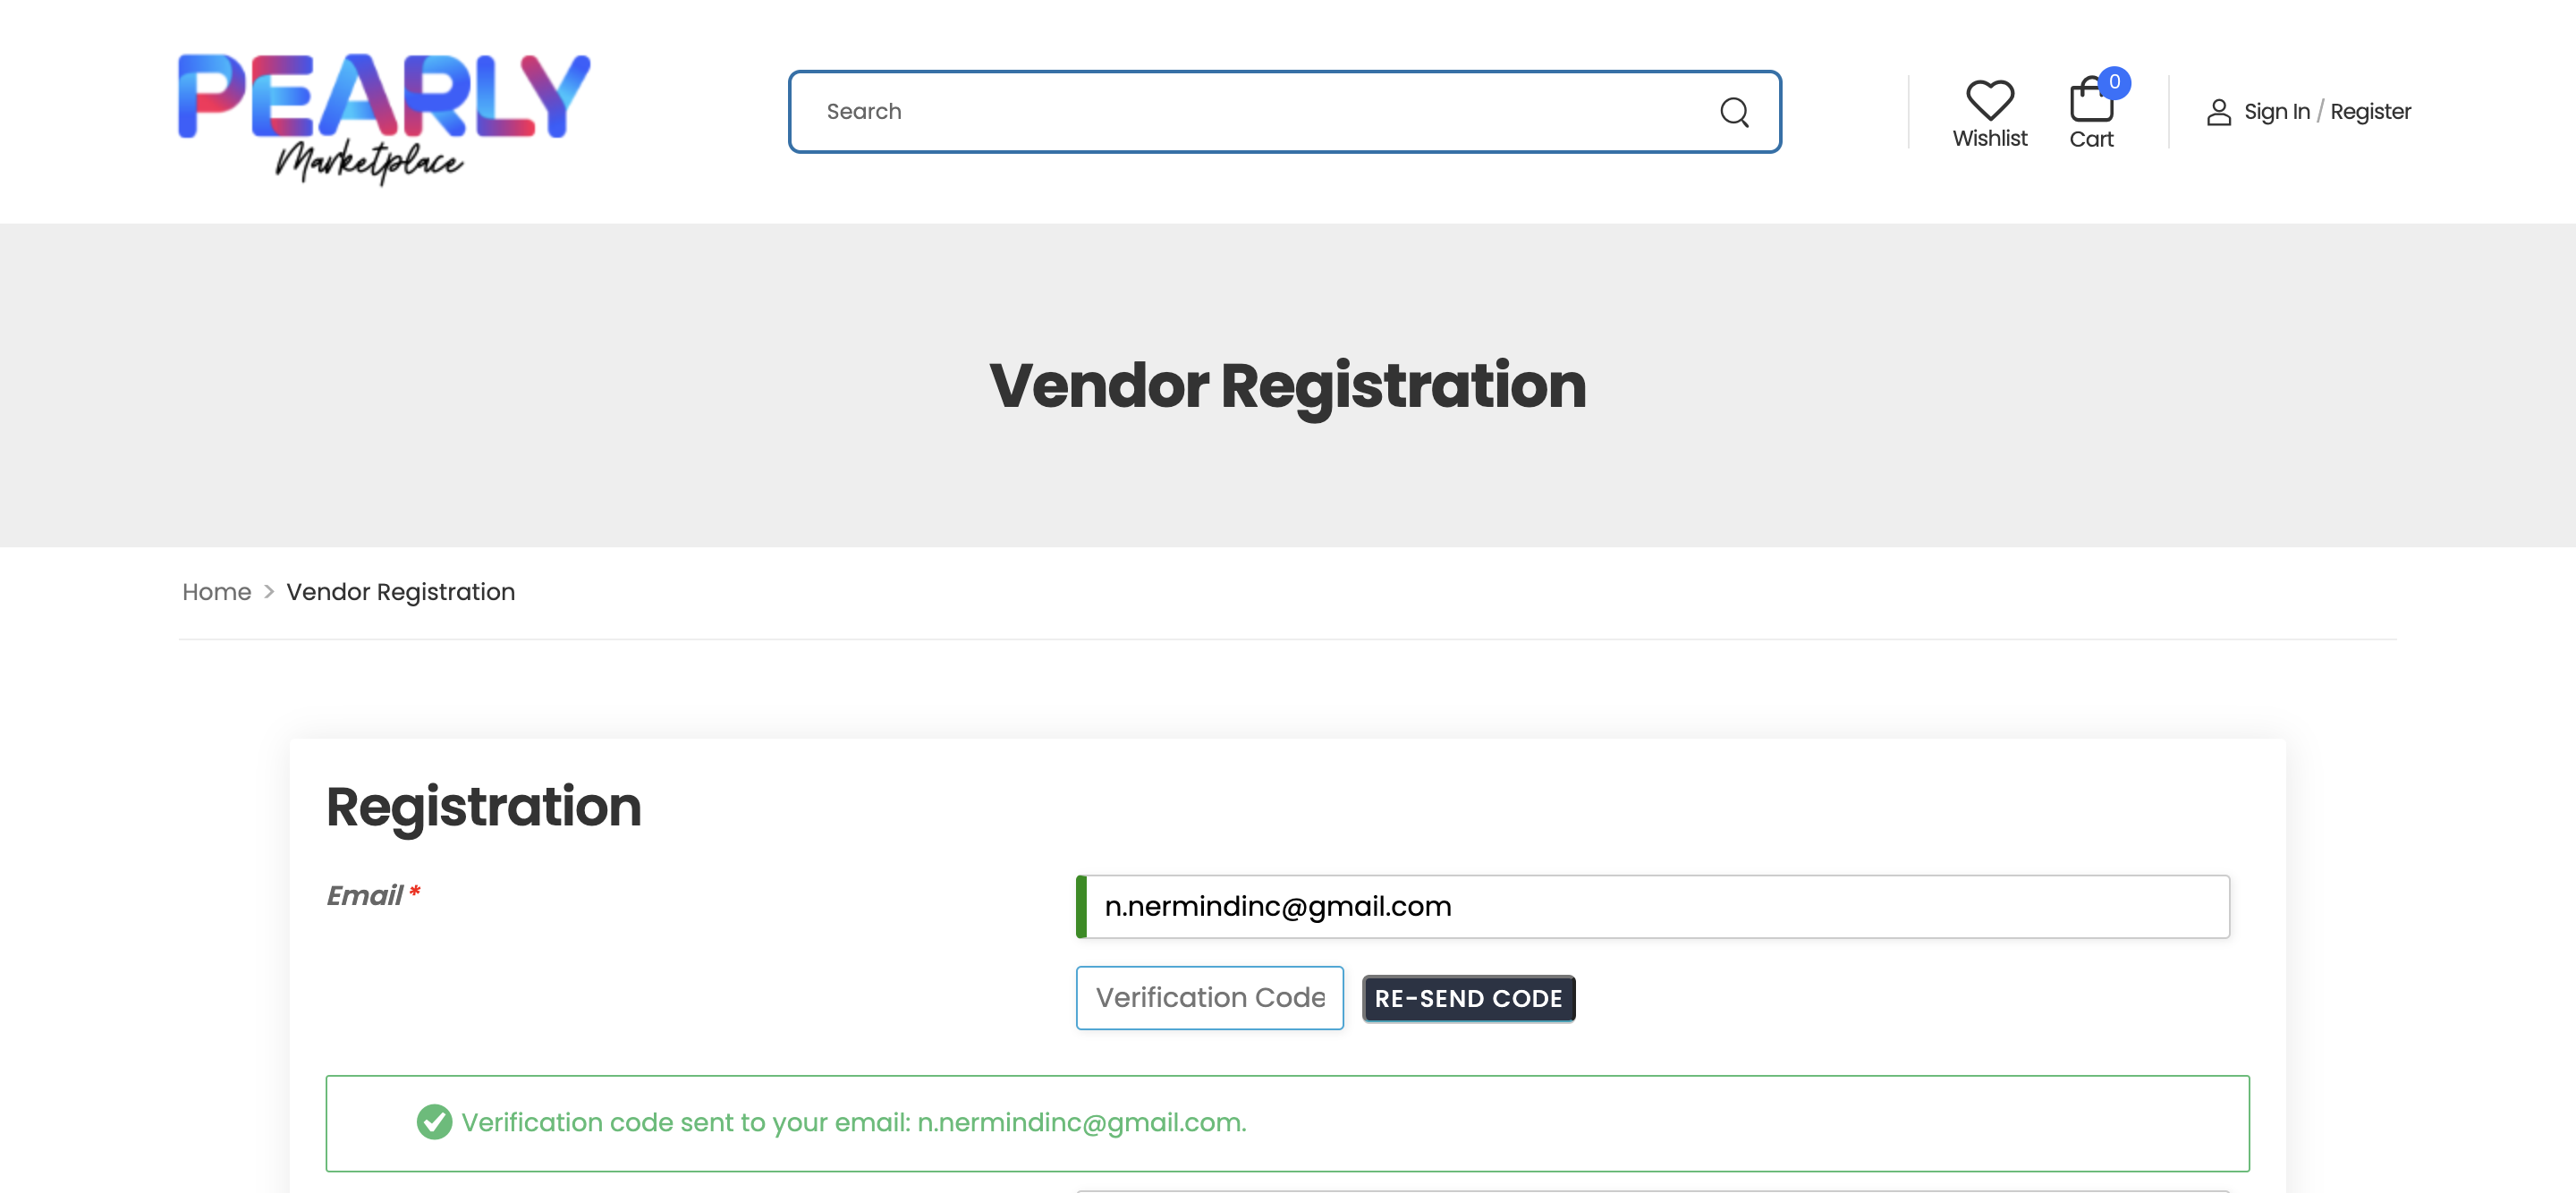 PEARLY
Marketplace
Search
Wishlist
0
Cart
Sign In / Register
Vendor Registration
Home > Vendor Registration
Registration
Email *
n.nermindinc@gmail.com
Verification Code
RE-SEND CODE
Verification code sent to your email: n.nermindinc@gmail.com.